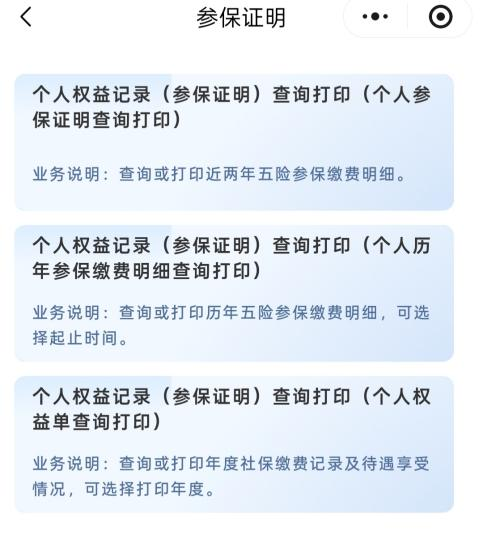 参保证明
个人权益记录（参保证明）查询打印（个人参
保证明查询打印）
业务说明：查询或打印近两年五险参保缴费明细。
个人权益记录（参保证明）查询打印（个人历
年参保缴费明细查询打印）
业务说明：查询或打印历年五险参保缴费明细，可选
择起止时间。
个人权益记录（参保证明）查询打印（个人权
益单查询打印）
业务说明：查询或打印年度社保缴费记录及待遇享受
情况，可选择打印年度。